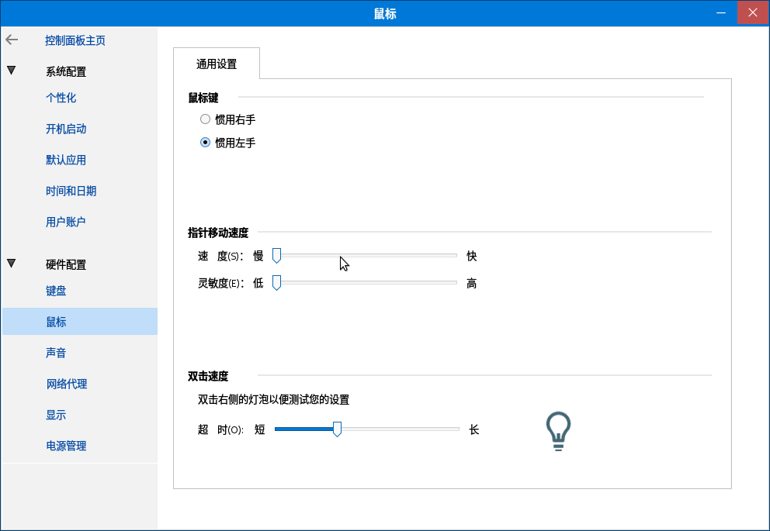 鼠标
控制面板主页
系统配置
个性化
开机启动
默认应用
时间和日期
用户账户
硬件配置
键盘
鼠标
声音
网络代理
显示
电源管理
通用设置
鼠标键
惯用右手
惯用左手
指针移动速度
速 度(S): 慢 快
灵敏度(E): 低 高
双击速度
双击右侧的灯泡以便测试您的设置
超 时(O): 短 长